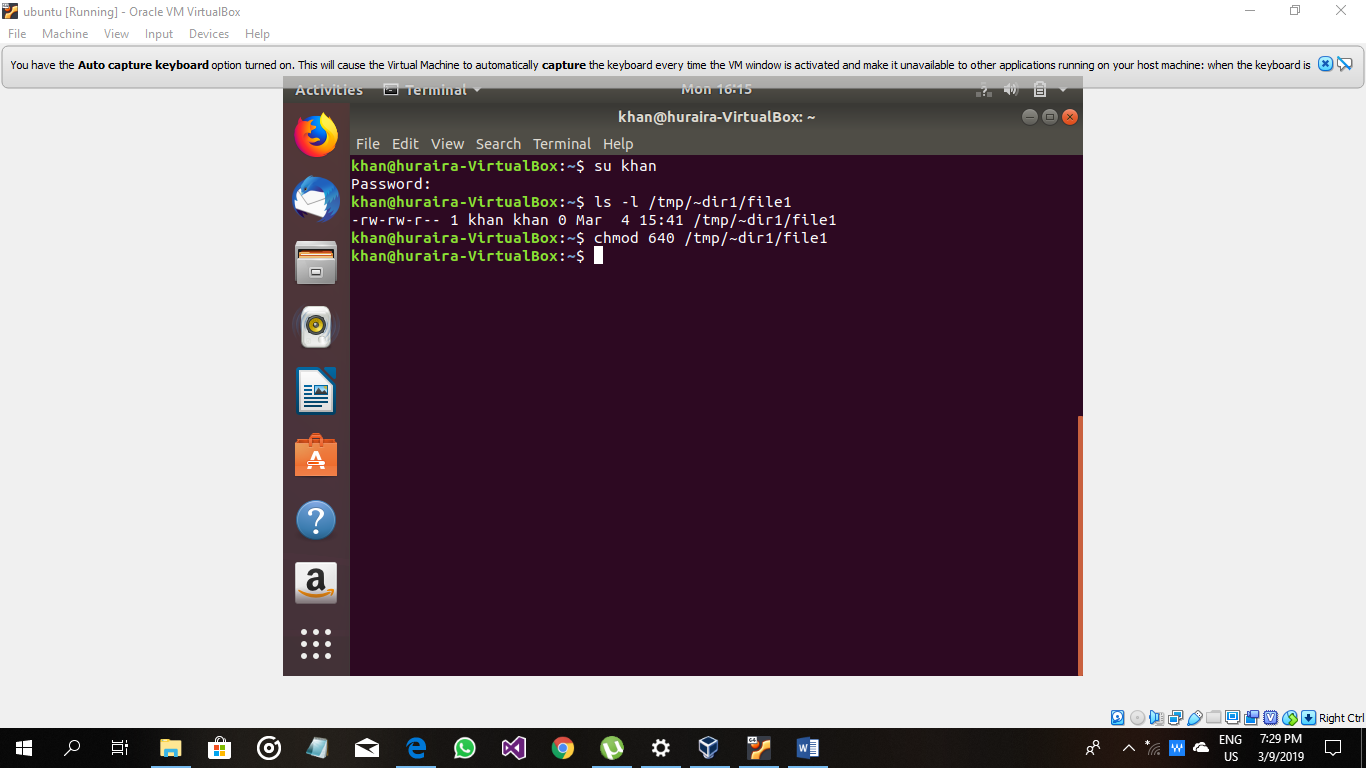 ubuntu [Running] - Oracle VM VirtualBox
File Machine View Input Devices Help
You have the Auto capture keyboard option turned on. This will cause the Virtual Machine to automatically capture the keyboard every time the VM window is activated and make it unavailable to other applications running on your host machine: when the keyboard is
Activities Terminal Mon 16:15
khan@huraira-VirtualBox: ~
File Edit View Search Terminal Help
khan@huraira-VirtualBox:~$ su khan
Password:
khan@huraira-VirtualBox:~$ ls -l /tmp/~dir1/file1
-rw-rw-r-- 1 khan khan 0 Mar  4 15:41 /tmp/~dir1/file1
khan@huraira-VirtualBox:~$ chmod 640 /tmp/~dir1/file1
khan@huraira-VirtualBox:~$
Right Ctrl
ENG
US
7:29 PM
3/9/2019